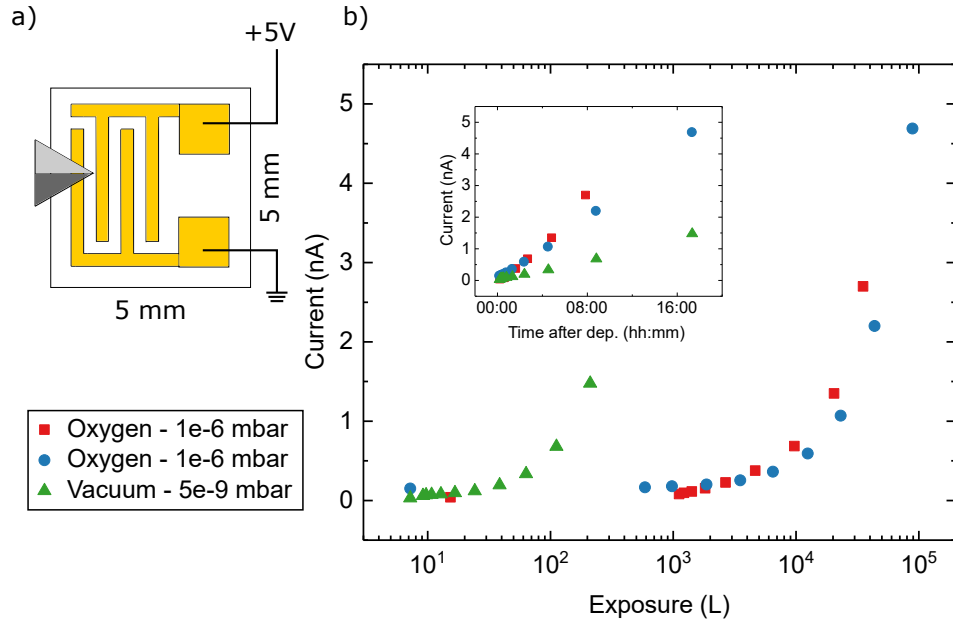 a)
+5V
5 mm
5 mm
Oxygen - 1e-6 mbar
Oxygen - 1e-6 mbar
Vacuum - 5e-9 mbar
b)
Current (nA)
5
4
3
2
1
0
10¹
10²
10³
10⁴
10⁵
Exposure (L)
Current (nA)
5
4
3
2
1
0
00:00
08:00
16:00
Time after dep. (hh:mm)